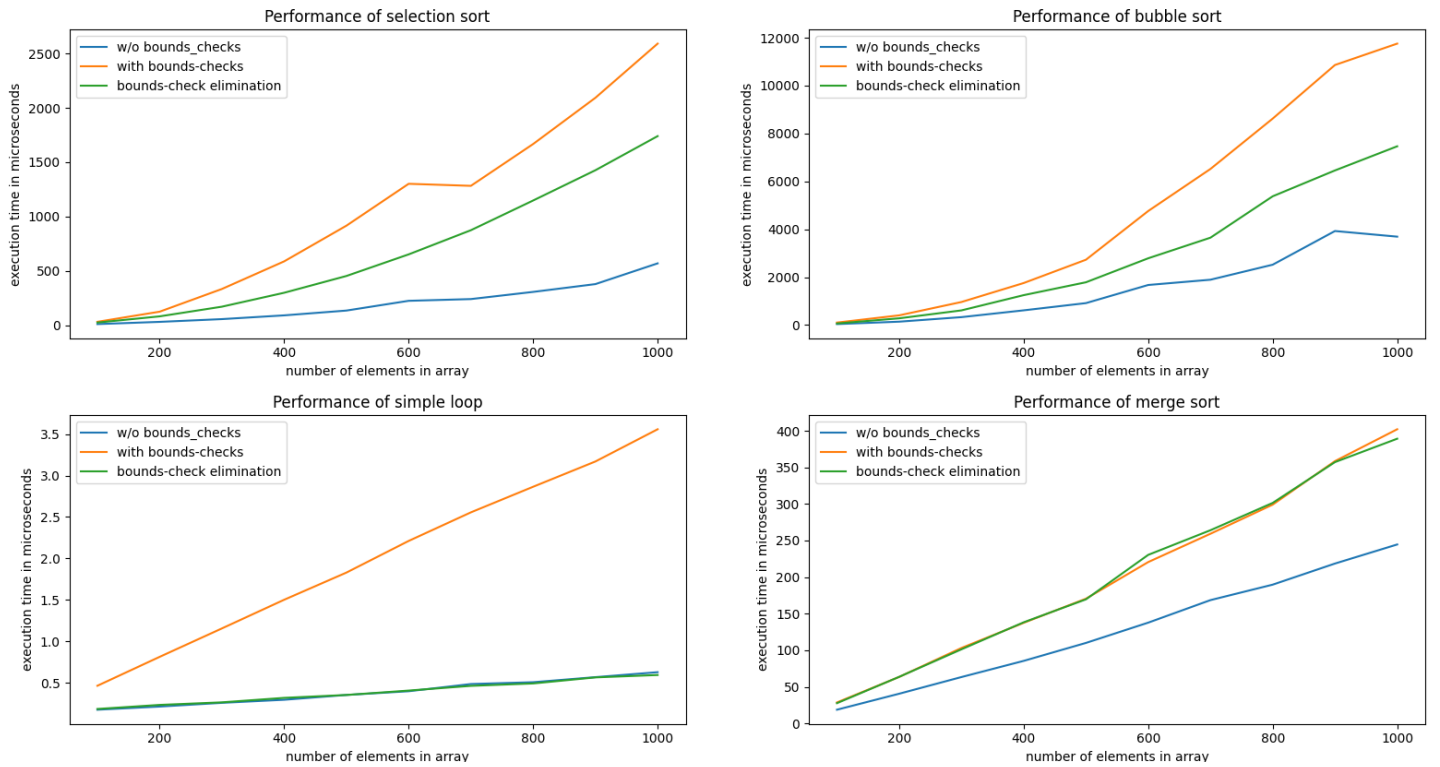 Performance of selection sort
w/o bounds_checks
with bounds-checks
bounds-check elimination
execution time in microseconds
2500
2000
1500
1000
500
0
200 400 600 800 1000
number of elements in array
Performance of bubble sort
w/o bounds_checks
with bounds-checks
bounds-check elimination
execution time in microseconds
12000
10000
8000
6000
4000
2000
0
200 400 600 800 1000
number of elements in array
Performance of simple loop
w/o bounds_checks
with bounds-checks
bounds-check elimination
execution time in microseconds
3.5
3.0
2.5
2.0
1.5
1.0
0.5
200 400 600 800 1000
number of elements in array
Performance of merge sort
w/o bounds_checks
with bounds-checks
bounds-check elimination
execution time in microseconds
400
350
300
250
200
150
100
50
0
200 400 600 800 1000
number of elements in array